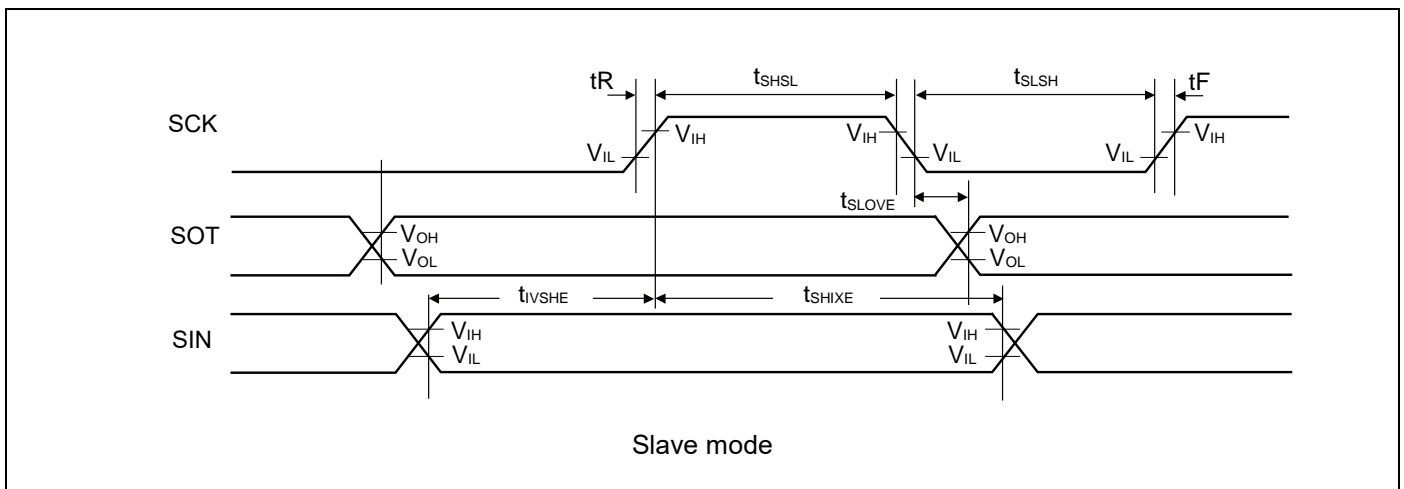 tR tSHSL tSLSH tF
SCK VIH VIH VIH
VIL VIL VIL
tSLOVE
SOT VOH VOH
VOL VOL
tIVSHE tSHIXE
SIN VIH VIH
VIL VIL
Slave mode